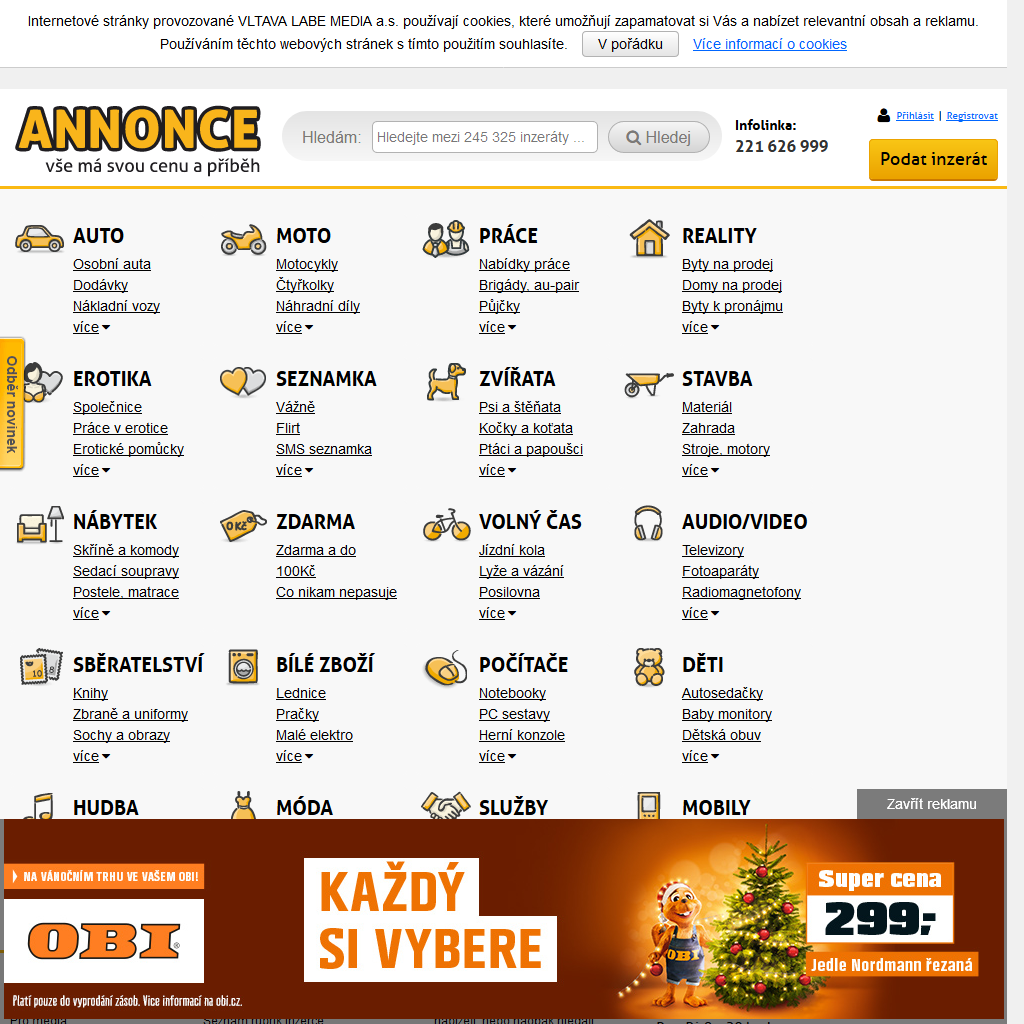 Internetové stránky provozované VLTAVA LABE MEDIA a.s. používají cookies, které umožňují zapamatovat si Vás a nabízet relevantní obsah a reklamu.
Používáním těchto webových stránek s tímto použitím souhlasíte. V pořádku Více informací o cookies
ANNONCE
vše má svou cenu a příběh
Hledám: Hledejte mezi 245 325 inzeráty ... Hledej
Infolinka:
221 626 999
Přihlásit | Registrovat
Podat inzerát
AUTO
Osobní auta
Dodávky
Nákladní vozy
více
MOTO
Motocykly
Čtyřkolky
Náhradní díly
více
PRÁCE
Nabídky práce
Brigády, au-pair
Půjčky
více
REALITY
Byty na prodej
Domy na prodej
Byty k pronájmu
více
Odběr novinek
EROTIKA
Společnice
Práce v erotice
Erotické pomůcky
více
SEZNAMKA
Vážně
Flirt
SMS seznamka
více
ZVÍŘATA
Psi a štěňata
Kočky a koťata
Ptáci a papoušci
více
STAVBA
Materiál
Zahrada
Stroje, motory
více
NÁBYTEK
Skříně a komody
Sedací soupravy
Postele, matrace
více
0 Kč
ZDARMA
Zdarma a do
100Kč
Co nikam nepasuje
VOLNÝ ČAS
Jízdní kola
Lyže a vázání
Posilovna
více
AUDIO/VIDEO
Televizory
Fotoaparáty
Radiomagnetofony
více
10 8
SBĚRATELSTVÍ
Knihy
Zbraně a uniformy
Sochy a obrazy
více
BÍLÉ ZBOŽÍ
Lednice
Pračky
Malé elektro
více
POČÍTAČE
Notebooky
PC sestavy
Herní konzole
více
DĚTI
Autosedačky
Baby monitory
Dětská obuv
více
HUDBA
MÓDA
SLUŽBY
MOBILY
Zavřít reklamu
NA VÁNOČNÍM TRHU VE VAŠEM OBI!
OBI®
Platí pouze do vyprodání zásob. Více informací na obi.cz.
KAŽDÝ
SI VYBERE
OBI
Super cena
299,-
Jedle Nordmann řezaná